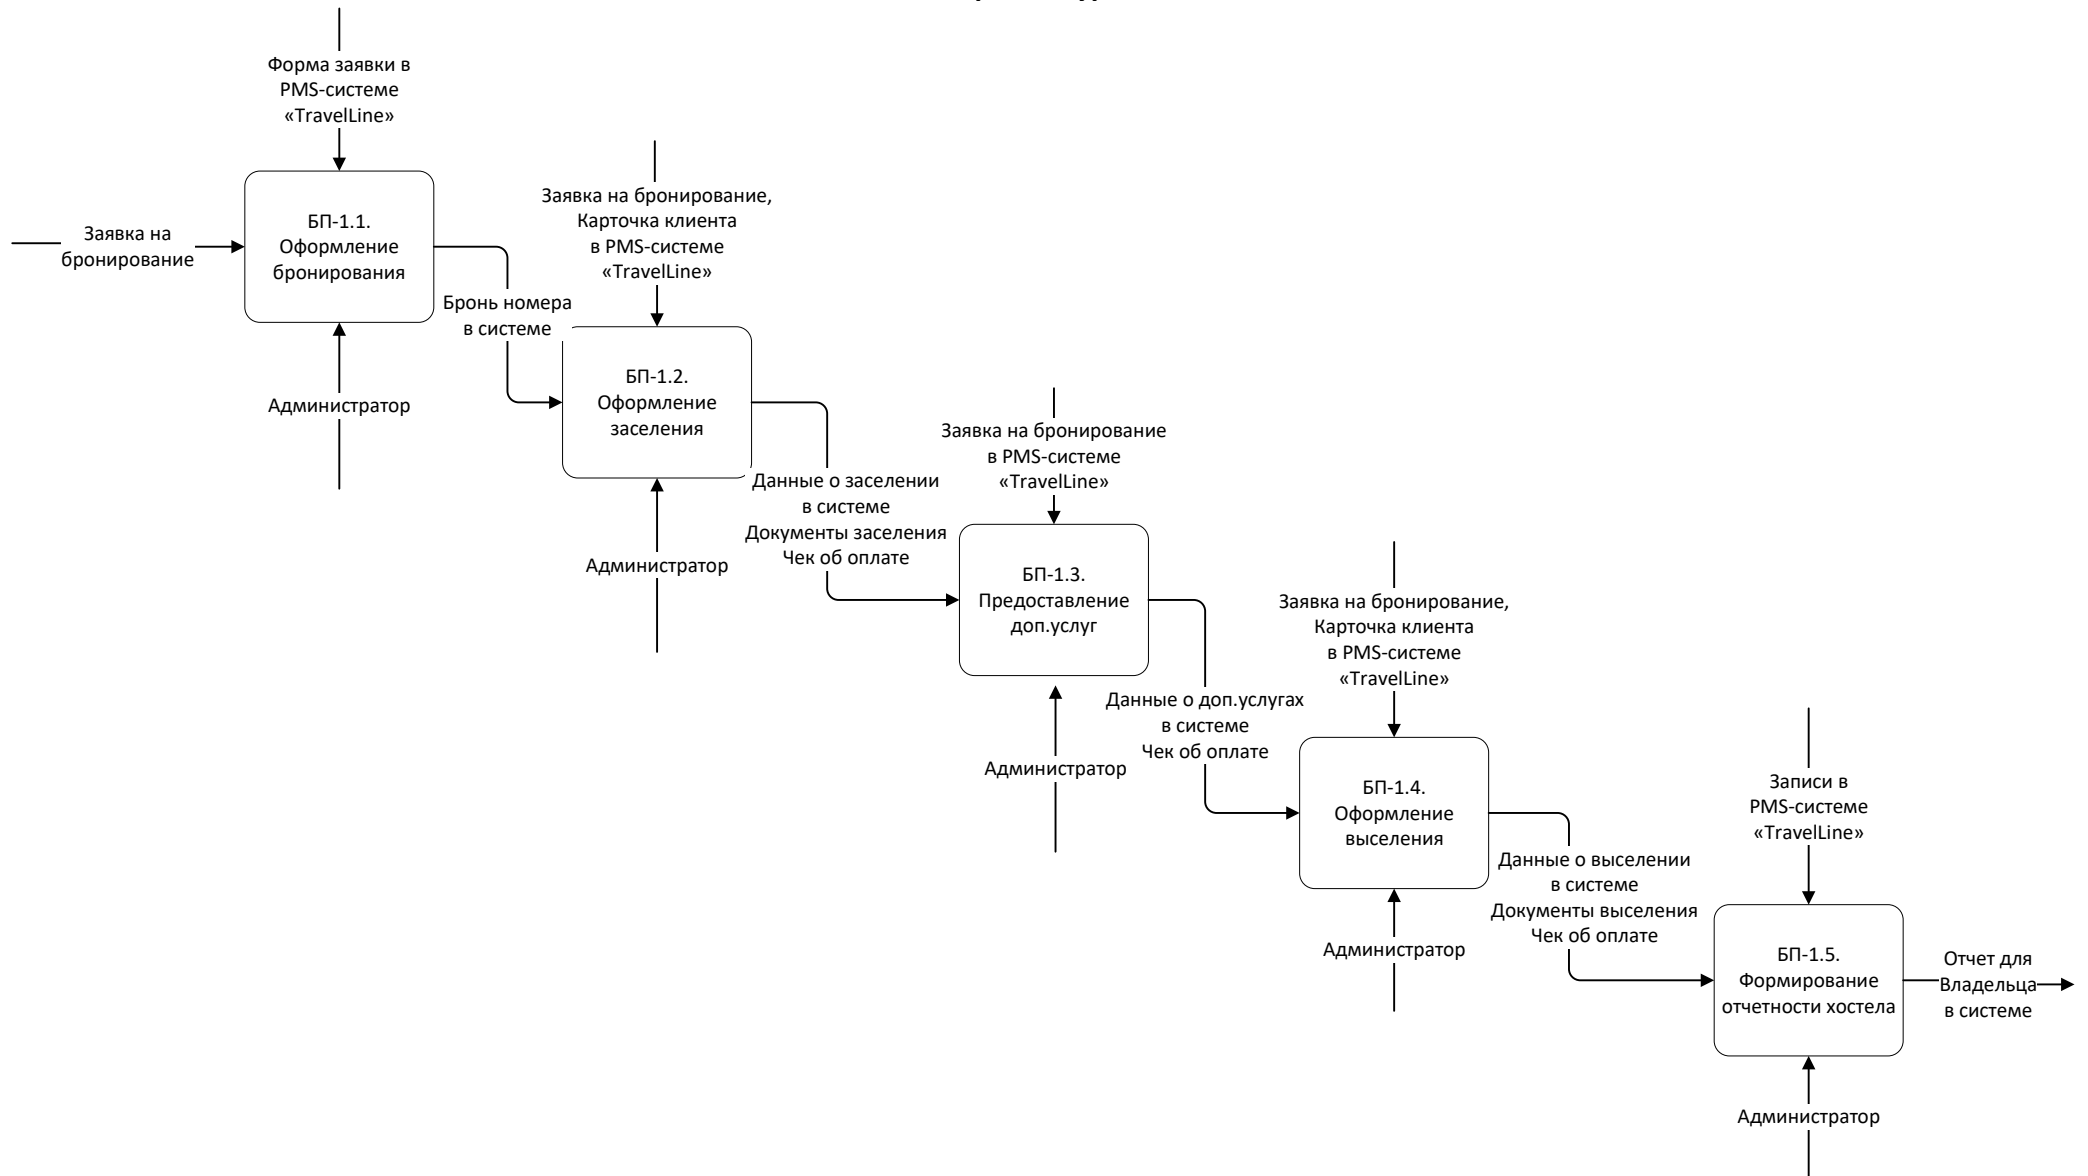 Форма заявки в
PMS-системе
«TravelLine»
Заявка на
бронирование
БП-1.1.
Оформление
бронирования
Администратор
Бронь номера
в системе
Заявка на бронирование,
Карточка клиента
в PMS-системе
«TravelLine»
БП-1.2.
Оформление
заселения
Администратор
Данные о заселении
в системе
Документы заселения
Чек об оплате
Заявка на бронирование
в PMS-системе
«TravelLine»
БП-1.3.
Предоставление
доп.услуг
Администратор
Данные о доп.услугах
в системе
Чек об оплате
Заявка на бронирование,
Карточка клиента
в PMS-системе
«TravelLine»
БП-1.4.
Оформление
выселения
Администратор
Данные о выселении
в системе
Документы выселения
Чек об оплате
Записи в
PMS-системе
«TravelLine»
БП-1.5.
Формирование
отчетности хостела
Администратор
Отчет для
Владельца
в системе